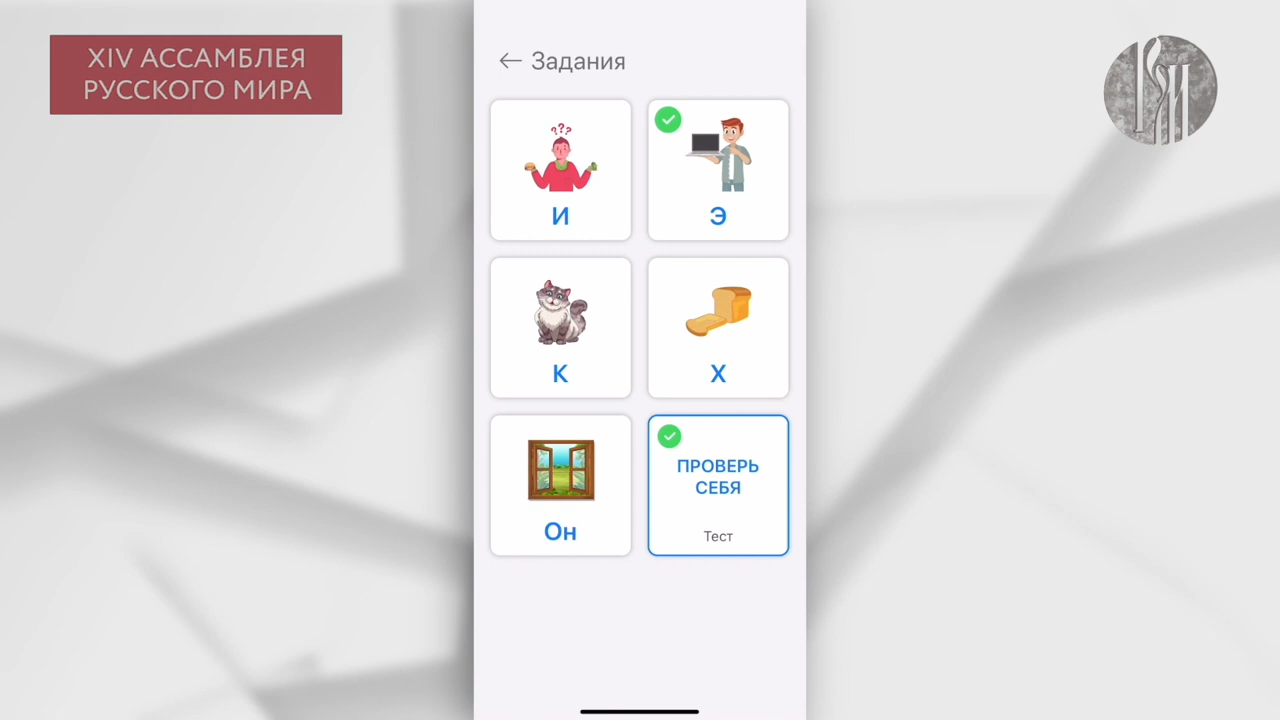 XIV АССАМБЛЕЯ
РУССКОГО МИРА
Задания
???
И
Э
К
Х
Он
ПРОВЕРЬ
СЕБЯ
Тест